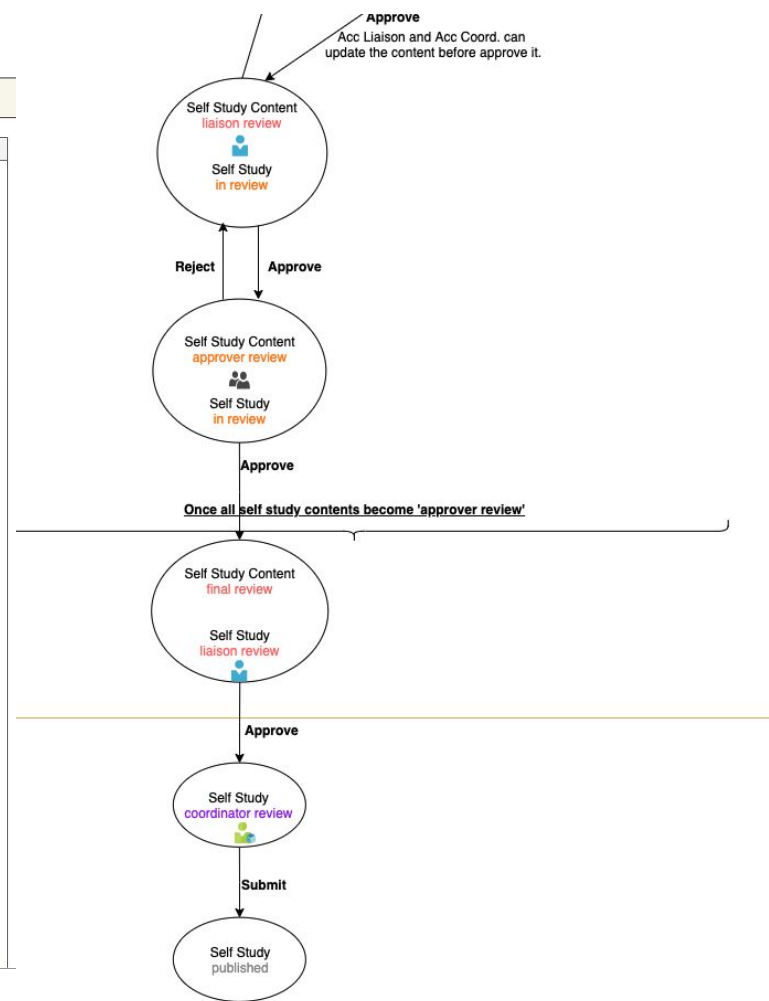 Approve
Acc Liaison and Acc Coord. can
update the content before approve it.
Self Study Content
liaison review
Self Study
in review
Reject
Approve
Self Study Content
approver review
Self Study
in review
Approve
Once all self study contents become 'approver review'
Self Study Content
final review
Self Study
liaison review
Approve
Self Study
coordinator review
Submit
Self Study
published